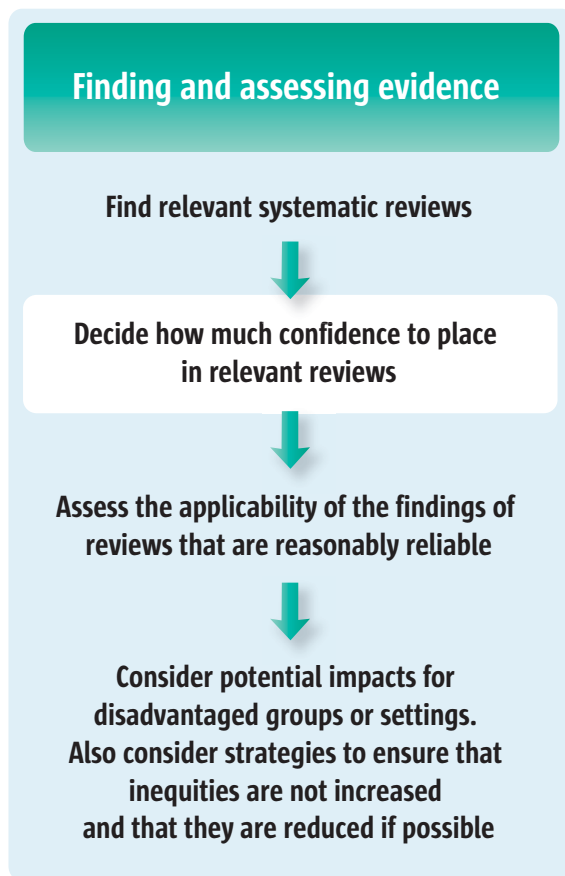 Finding and assessing evidence
Find relevant systematic reviews
Decide how much confidence to place
in relevant reviews
Assess the applicability of the findings of
reviews that are reasonably reliable
Consider potential impacts for
disadvantaged groups or settings.
Also consider strategies to ensure that
inequities are not increased
and that they are reduced if possible